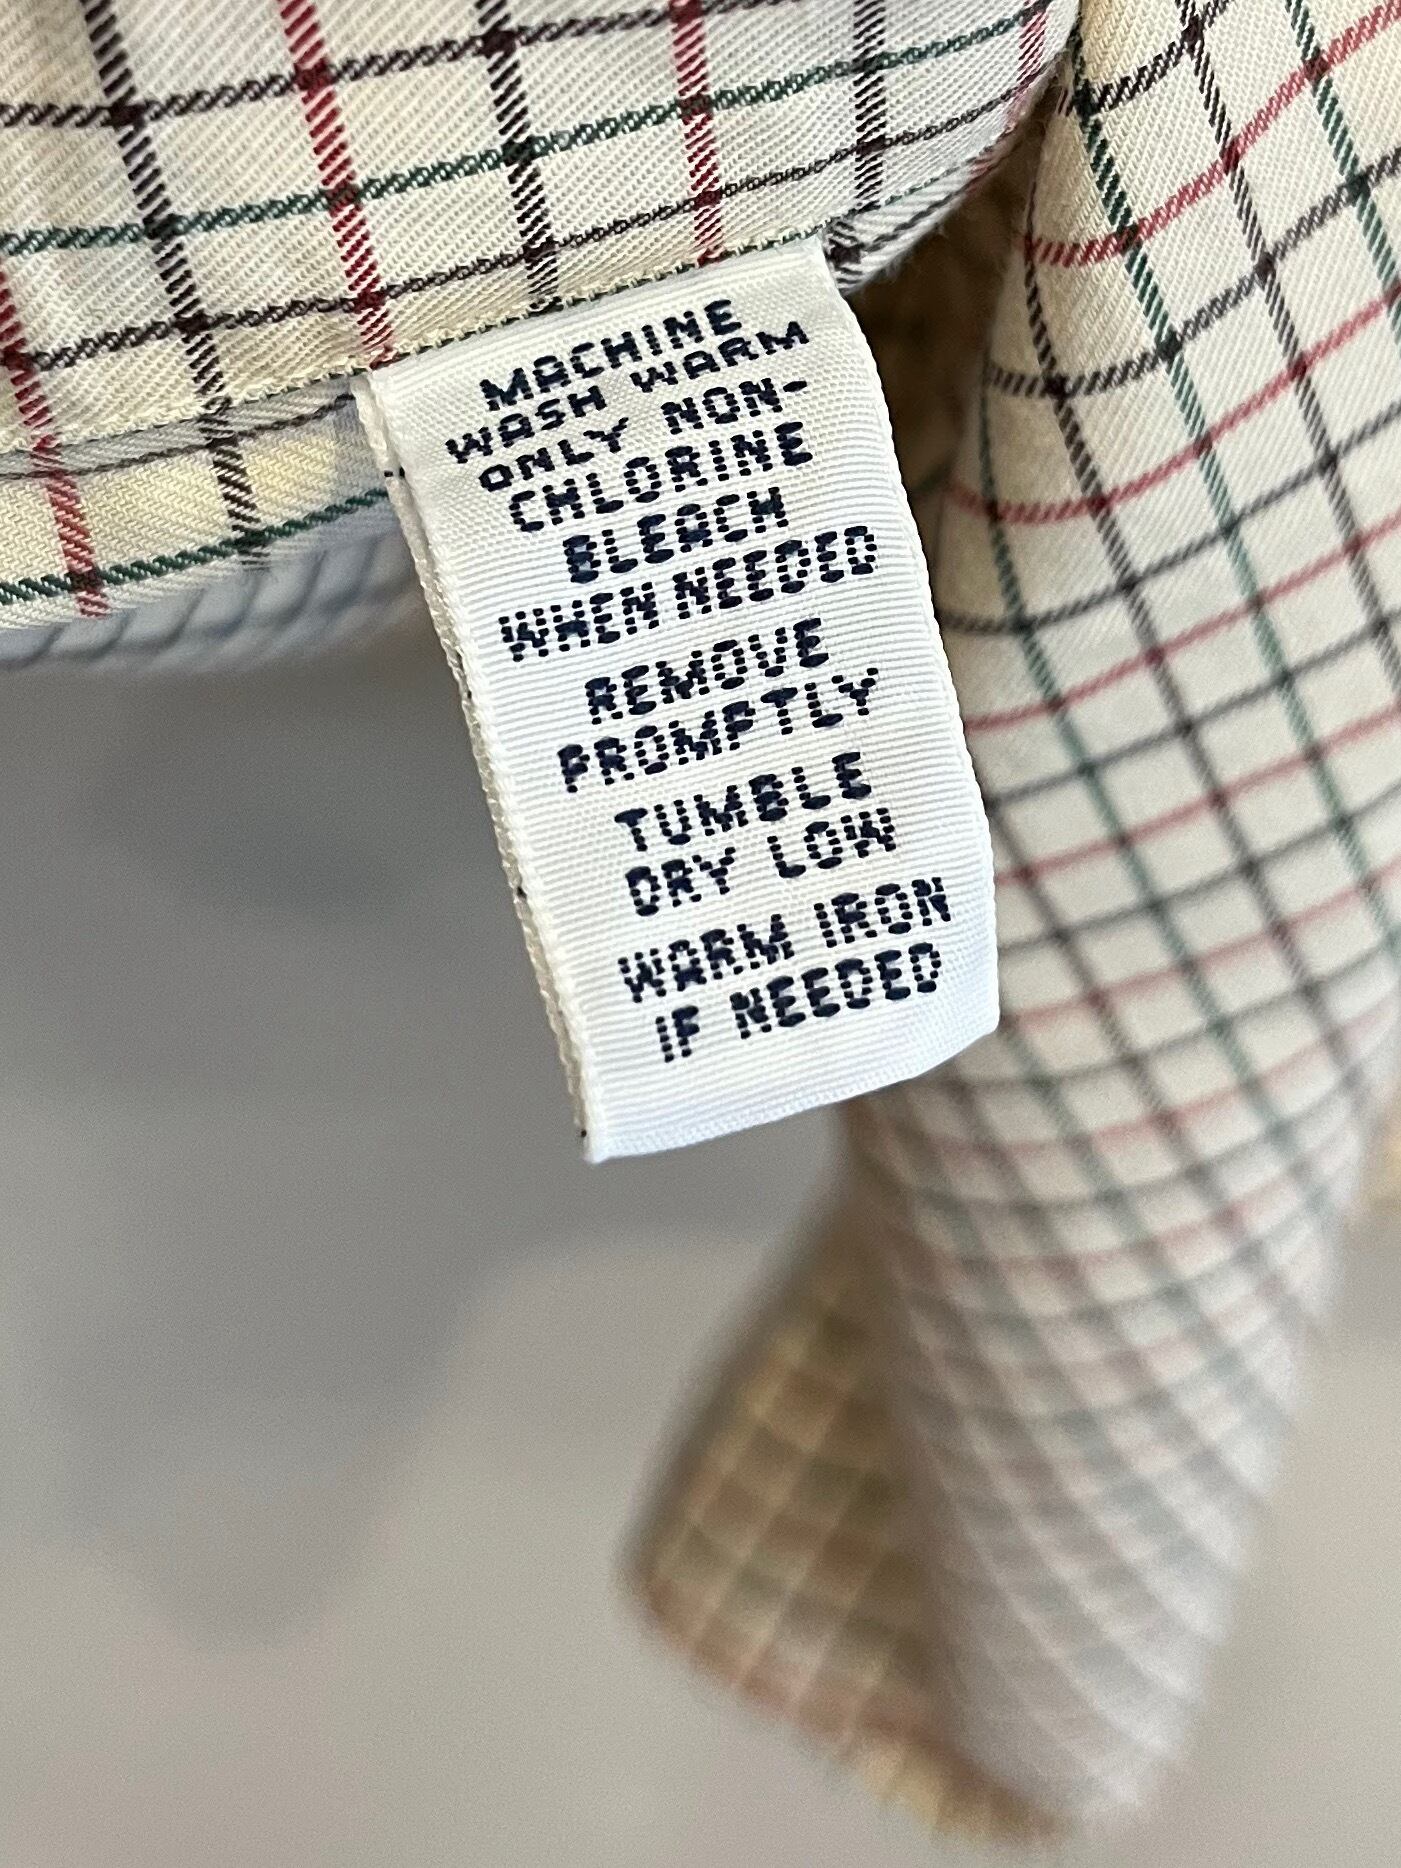 MACHINE
WASH WARM
ONLY NON-
CHLORINE
BLEACH
WHEN NEEDED
REMOVE
PROMPTLY
TUMBLE
DRY LOW
WARM IRON
IF NEEDED